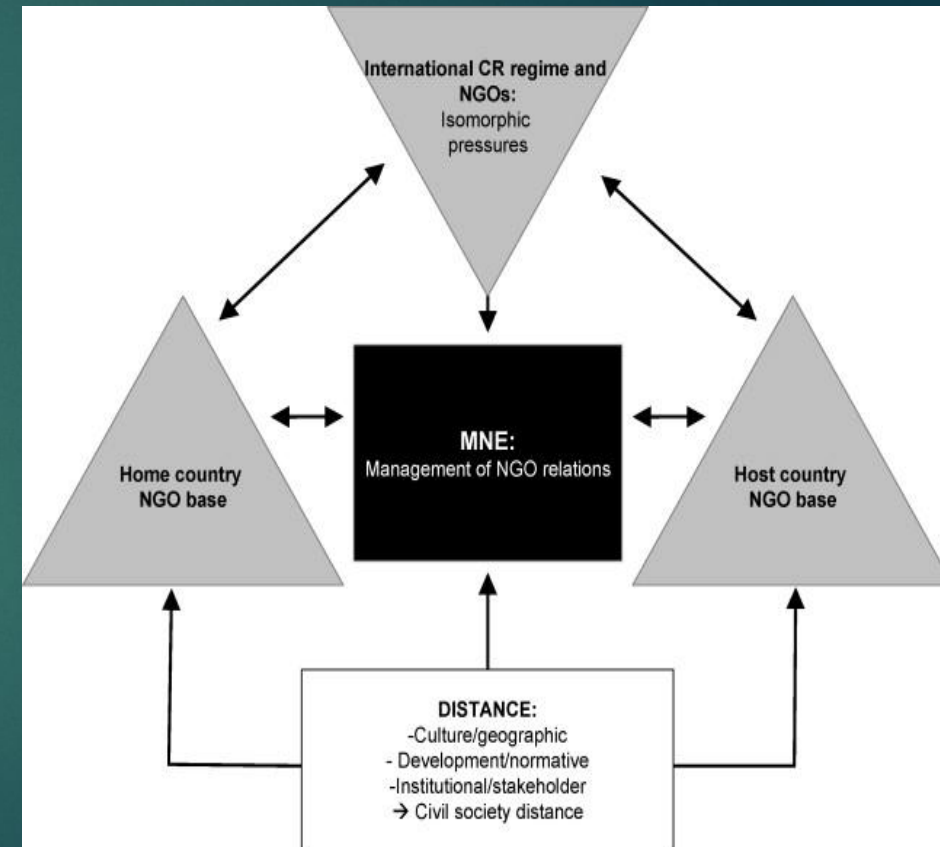 International CR regime and
NGOs:
Isomorphic
pressures
MNE:
Management of NGO relations
Home country
NGO base
Host country
NGO base
DISTANCE:
-Culture/geographic
- Development/normative
-Institutional/stakeholder
→ Civil society distance